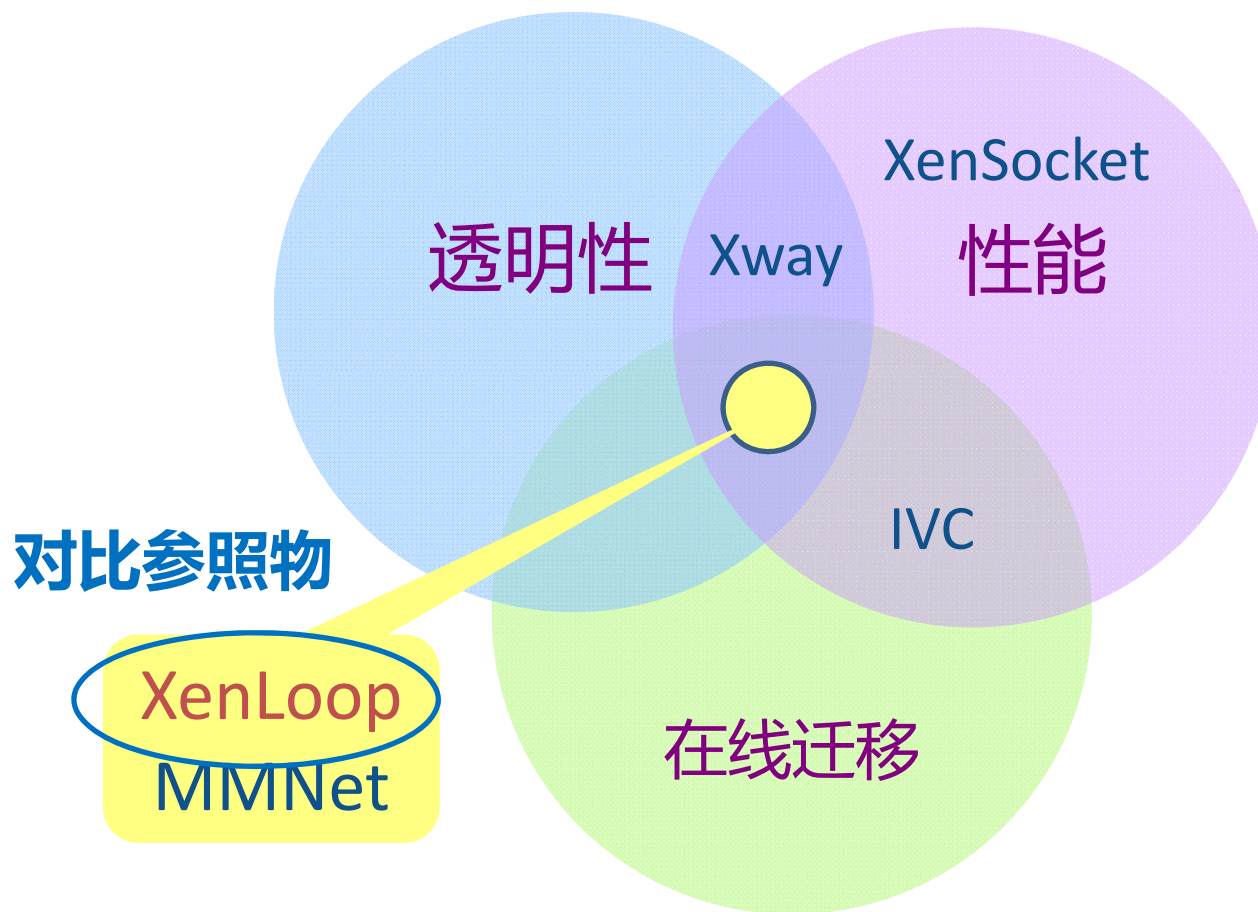 XenSocket
透明性
Xway
性能
IVC
对比参照物
XenLoop
MMNet
在线迁移